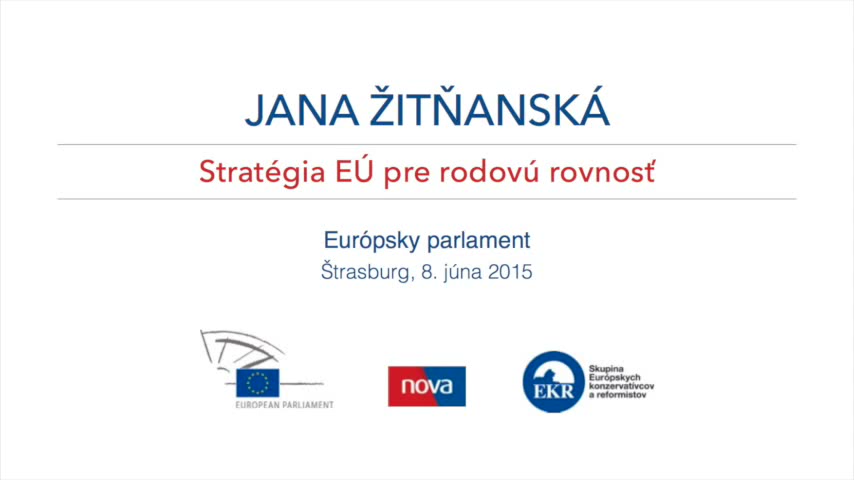 JANA ŽITŇANSKÁ
Stratégia EÚ pre rodovú rovnosť
Európsky parlament
Štrasburg, 8. júna 2015
EUROPEAN PARLIAMENT
nova
EKR
Skupina
Európskych
konzervatívcov
a reformistov